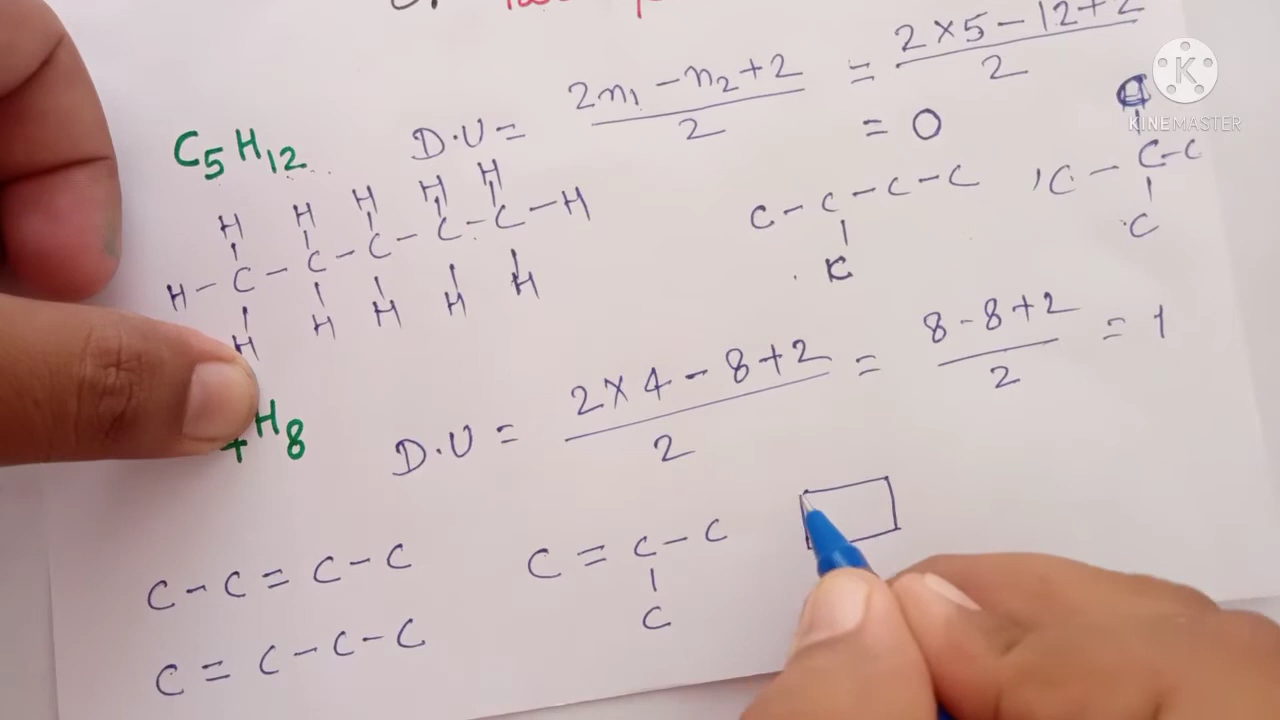 C5H12 D.U = 2n1 - n2 + 2 / 2 = 2×5 - 12 + 2 / 2
= 0
KINEMASTER
H H H H H
H - C - C - C - C - C - H
H H H H H
C - C - C - C , C - C - C
C C
H8 D.U = 2×4 - 8 + 2 / 2 = 8 - 8 + 2 / 2 = 1
C - C = C - C
C = C - C
C
C = C - C - C